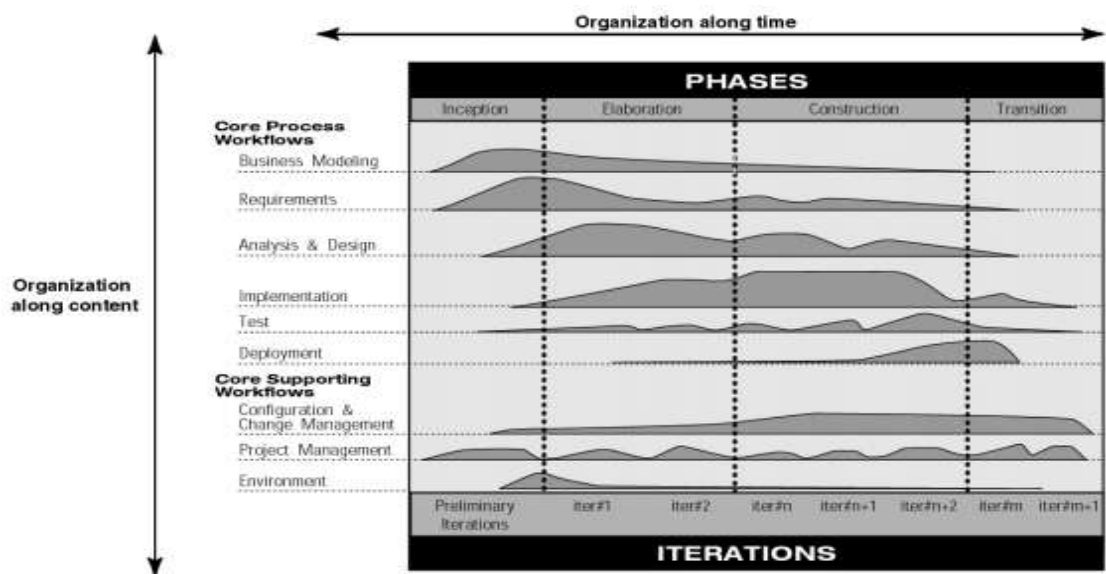 Organization along time
PHASES
Inception Elaboration Construction Transition
Core Process
Workflows
Business Modeling
Requirements
Analysis & Design
Implementation
Test
Deployment
Core Supporting
Workflows
Configuration &
Change Management
Project Management
Environment
Organization
along content
Preliminary
Iterations
iter#1 iter#2 iter#n iter#n+1 iter#n+2 iter#m iter#m+1
ITERATIONS